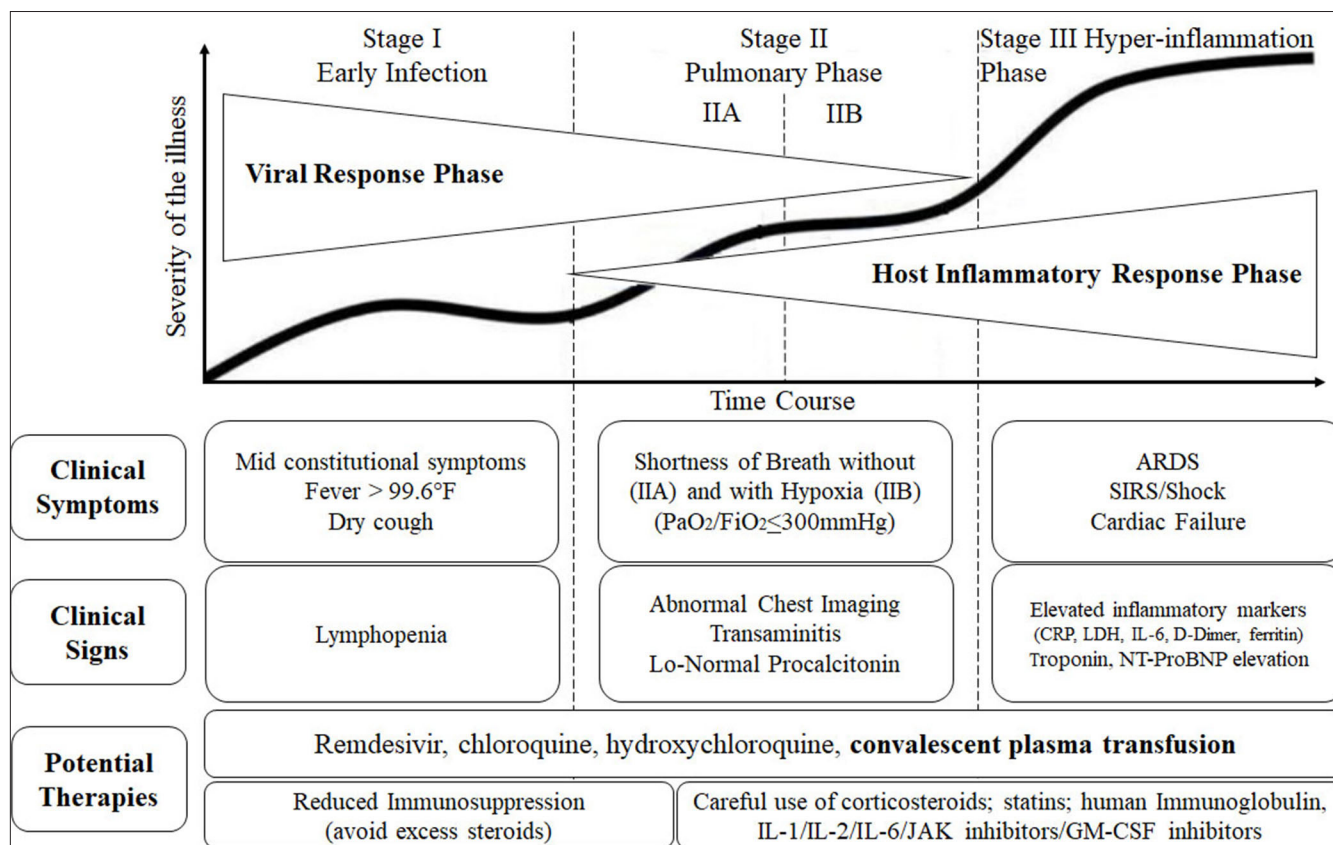 Stage I
Early Infection
Stage II
Pulmonary Phase
IIA
IIB
Stage III Hyper-inflammation
Phase
Severity of the illness
Viral Response Phase
Host Inflammatory Response Phase
Time Course
Clinical
Symptoms
Mid constitutional symptoms
Fever > 99.6°F
Dry cough
Shortness of Breath without
(IIA) and with Hypoxia (IIB)
(PaO2/FiO2≤300mmHg)
ARDS
SIRS/Shock
Cardiac Failure
Clinical
Signs
Lymphopenia
Abnormal Chest Imaging
Transaminitis
Lo-Normal Procalcitonin
Elevated inflammatory markers
(CRP, LDH, IL-6, D-Dimer, ferritin)
Troponin, NT-ProBNP elevation
Potential
Therapies
Remdesivir, chloroquine, hydroxychloroquine, convalescent plasma transfusion
Reduced Immunosuppression
(avoid excess steroids)
Careful use of corticosteroids; statins; human Immunoglobulin,
IL-1/IL-2/IL-6/JAK inhibitors/GM-CSF inhibitors